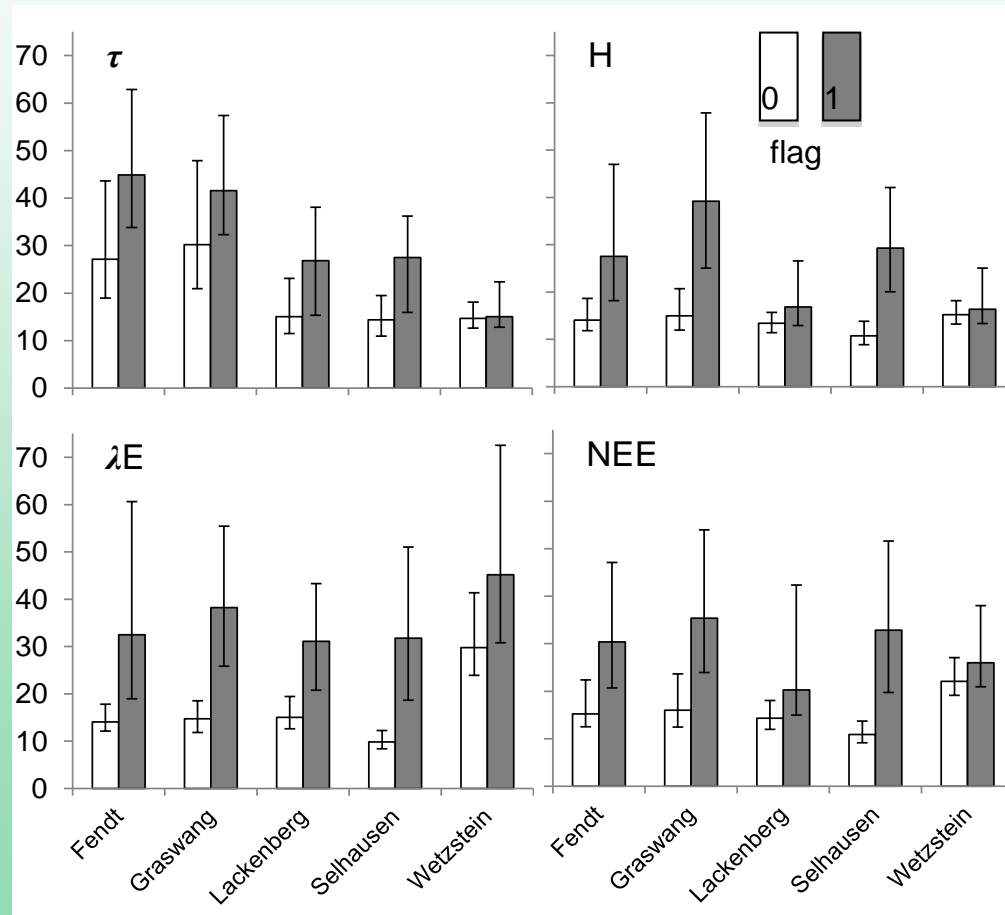 τ
70
60
50
40
30
20
10
0
H
0 1
flag
λE
70
60
50
40
30
20
10
0
NEE
Fendt
Graswang
Lackenberg
Selhausen
Wetzstein
Fendt
Graswang
Lackenberg
Selhausen
Wetzstein